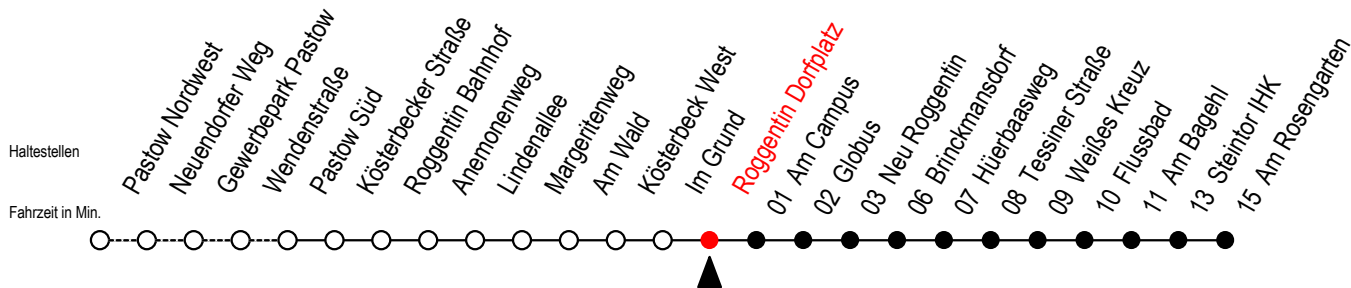 Haltestellen
Fahrzeit in Min.
Pastow Nordwest
Neuendorfer Weg
Gewerbepark Pastow
Wendenstraße
Pastow Süd
Kösterbecker Straße
Roggentin Bahnhof
Anemonenweg
Lindenallee
Margeritenweg
Am Wald
Kösterbeck West
Im Grund
Roggentin Dorfplatz
01 Am Campus
02 Globus
03 Neu Roggentin
06 Brinckmansdorf
07 Hüerbaasweg
08 Tessiner Straße
09 Weißes Kreuz
10 Flussbad
11 Am Bagehl
13 Steintor IHK
15 Am Rosengarten